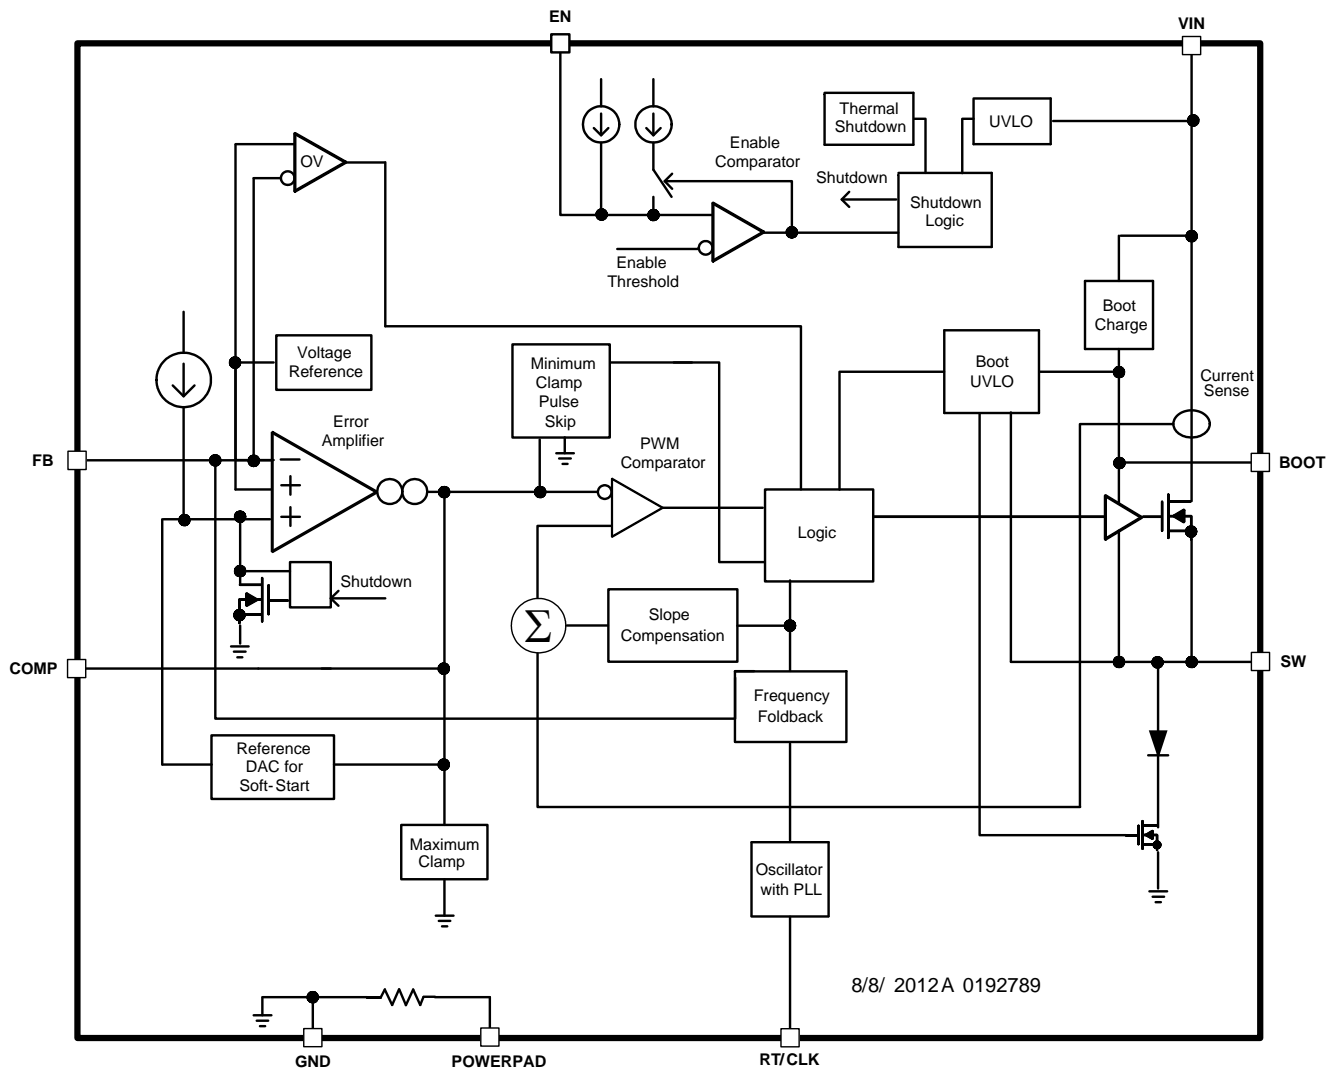 EN
VIN
Thermal
Shutdown
UVLO
Enable
Comparator
Shutdown
Shutdown
Logic
OV
Enable
Threshold
Boot
Charge
Voltage
Reference
Minimum
Clamp
Pulse
Skip
Boot
UVLO
Current
Sense
Error
Amplifier
PWM
Comparator
FB
BOOT
−
+
+
Logic
Shutdown
Σ
Slope
Compensation
COMP
SW
Frequency
Foldback
Reference
DAC for
Soft-Start
Maximum
Clamp
Oscillator
with PLL
8/8/ 2012A 0192789
GND
POWERPAD
RT/CLK